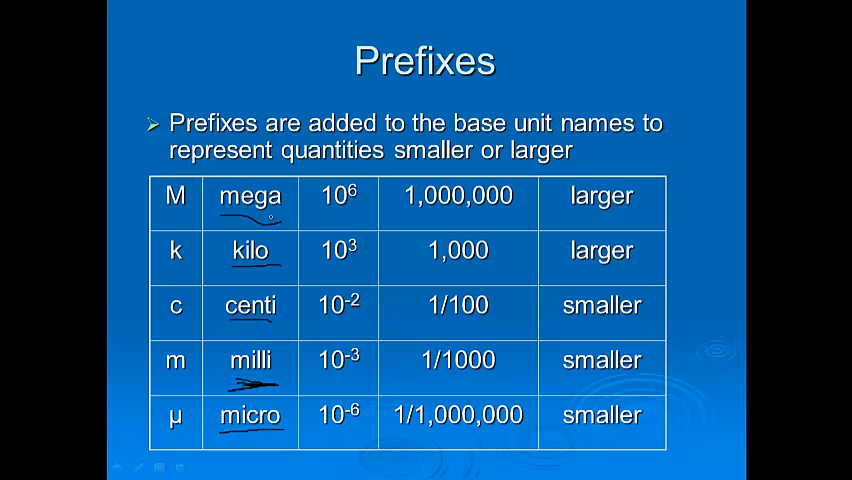 Prefixes
Prefixes are added to the base unit names to
represent quantities smaller or larger
M mega 10⁶ 1,000,000 larger
k kilo 10³ 1,000 larger
c centi 10⁻² 1/100 smaller
m milli 10⁻³ 1/1000 smaller
µ micro 10⁻⁶ 1/1,000,000 smaller